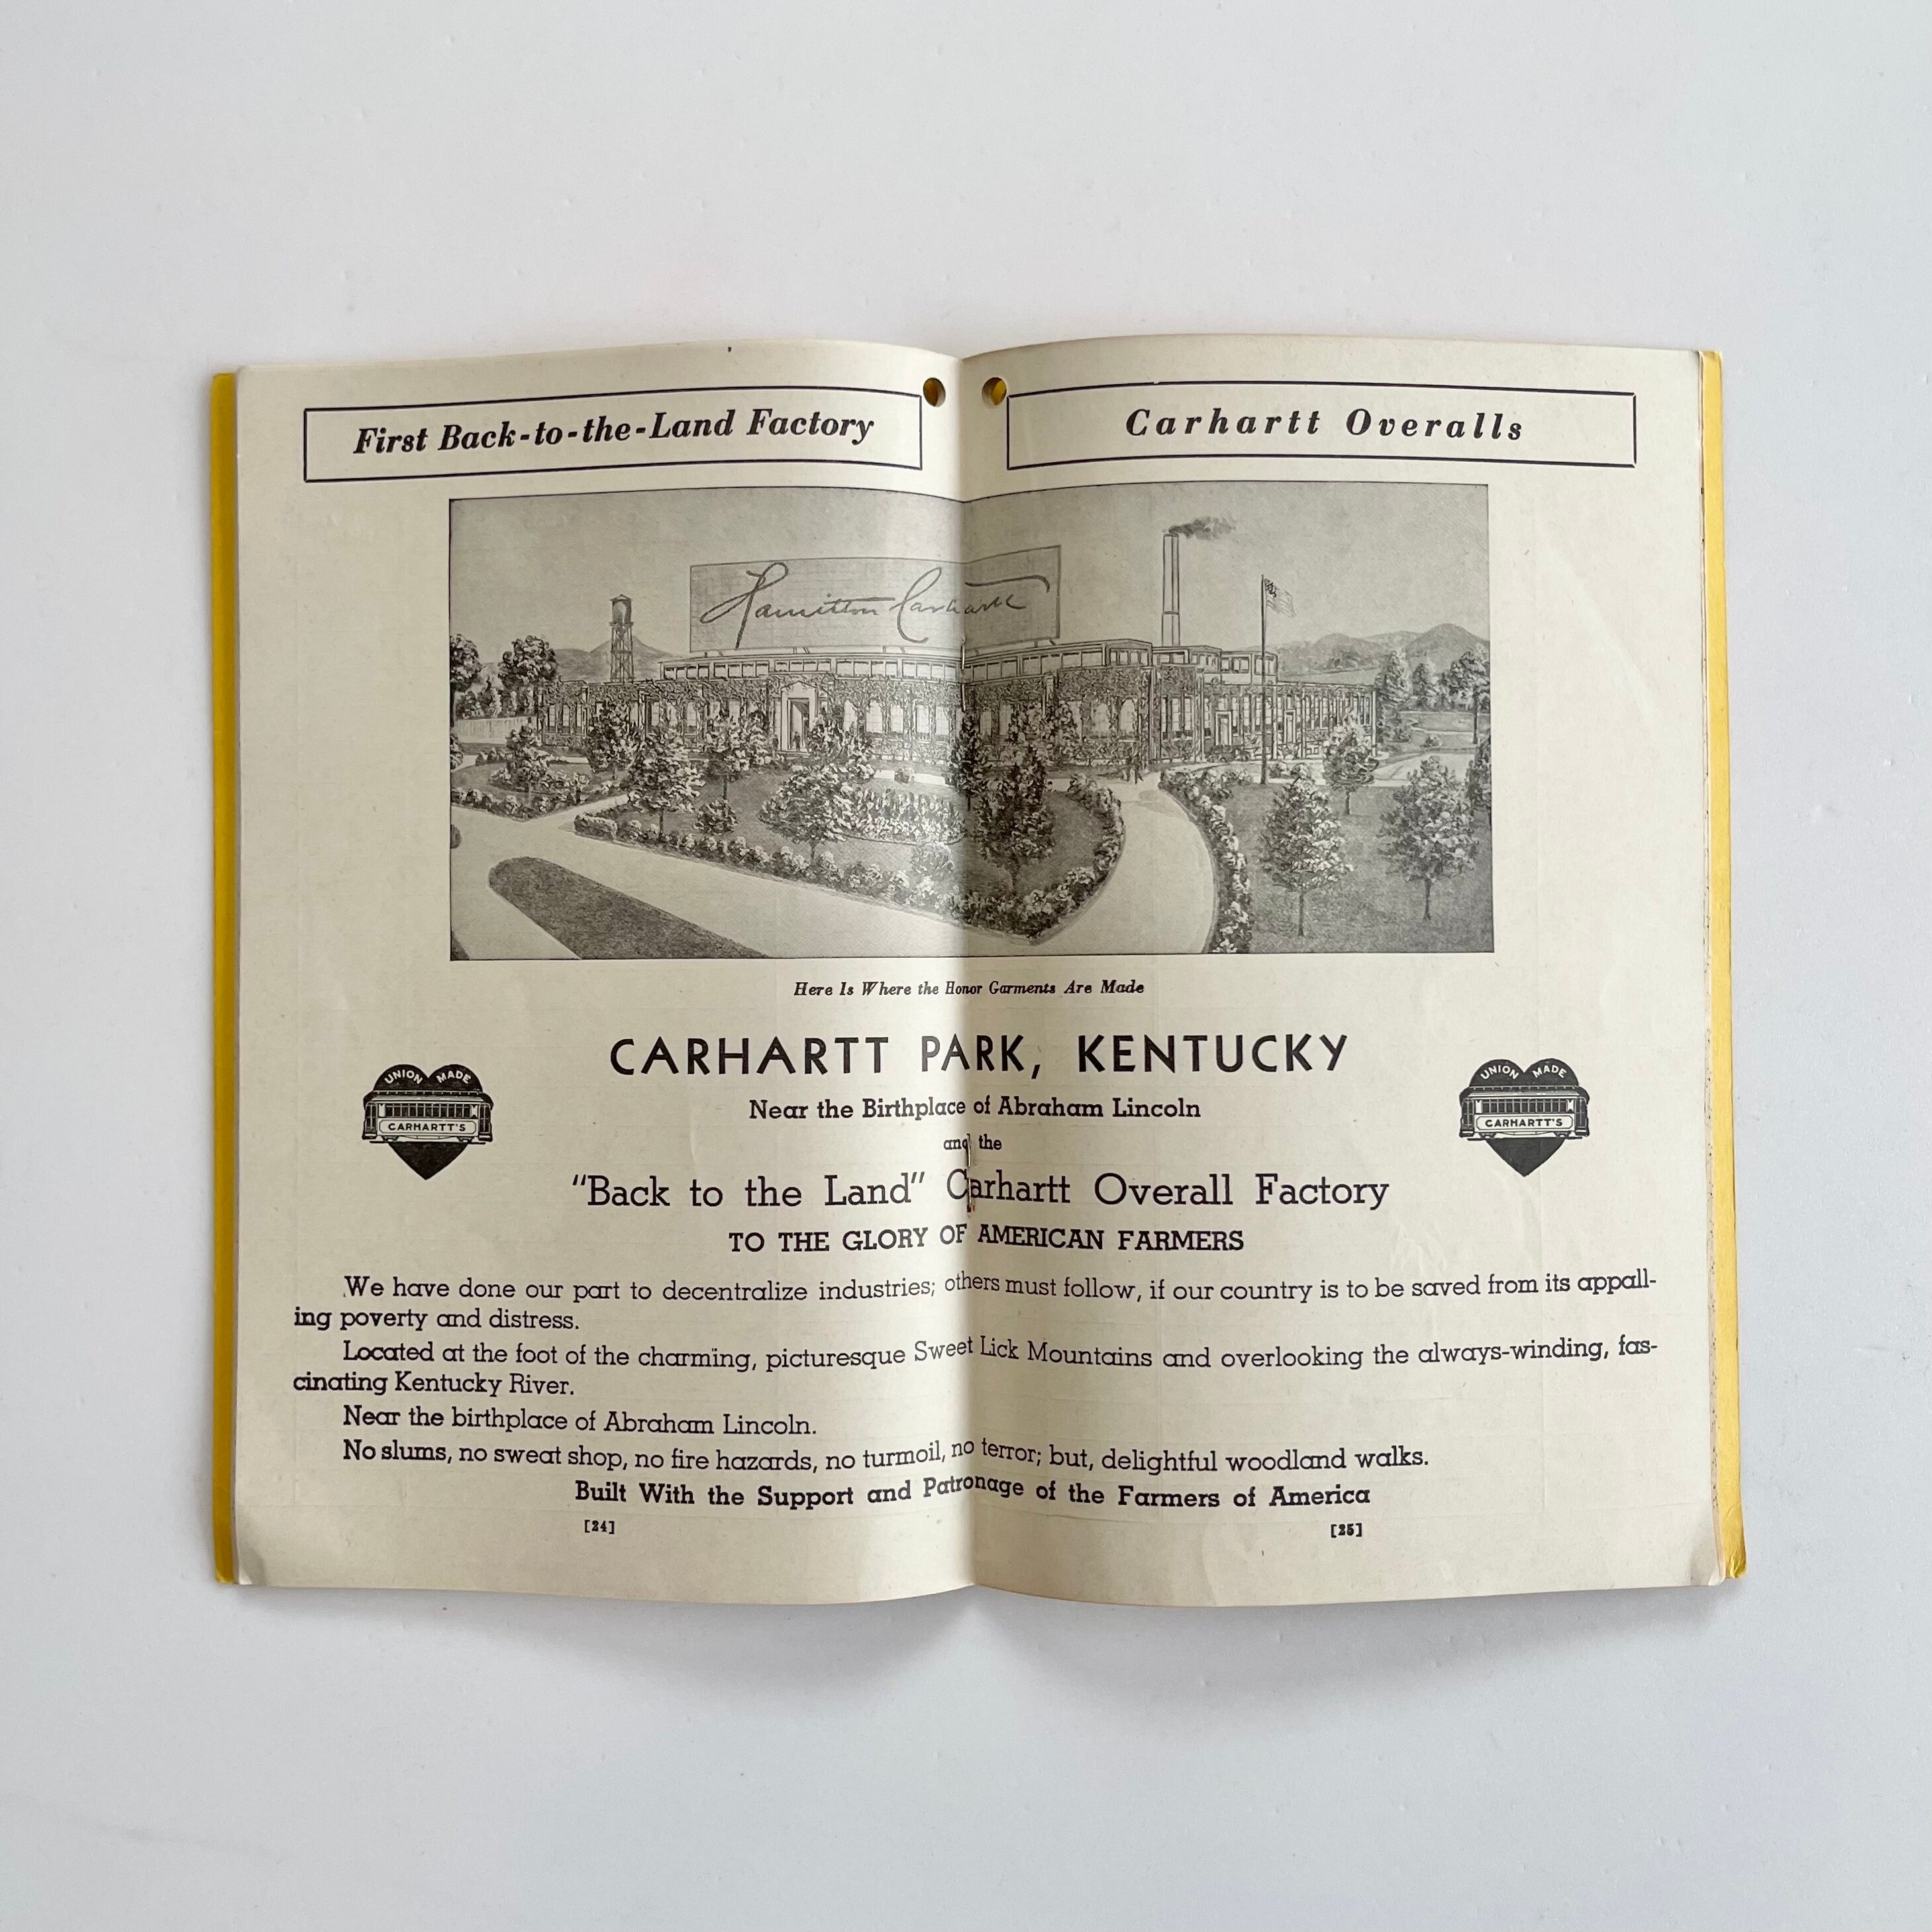 First Back-to-the-Land Factory
Carhartt Overalls
Hamilton Carhartt
Here Is Where the Honor Garments Are Made
CARHARTT PARK, KENTUCKY
UNION MADE
CARHARTT'S
UNION MADE
CARHARTT'S
Near the Birthplace of Abraham Lincoln
and the
"Back to the Land" Carhartt Overall Factory
TO THE GLORY OF AMERICAN FARMERS
We have done our part to decentralize industries; others must follow, if our country is to be saved from its appall-
ing poverty and distress.
Located at the foot of the charming, picturesque Sweet Lick Mountains and overlooking the always-winding, fas-
cinating Kentucky River.
Near the birthplace of Abraham Lincoln.
No slums, no sweat shop, no fire hazards, no turmoil, no terror; but, delightful woodland walks.
Built With the Support and Patronage of the Farmers of America
[24]
[25]